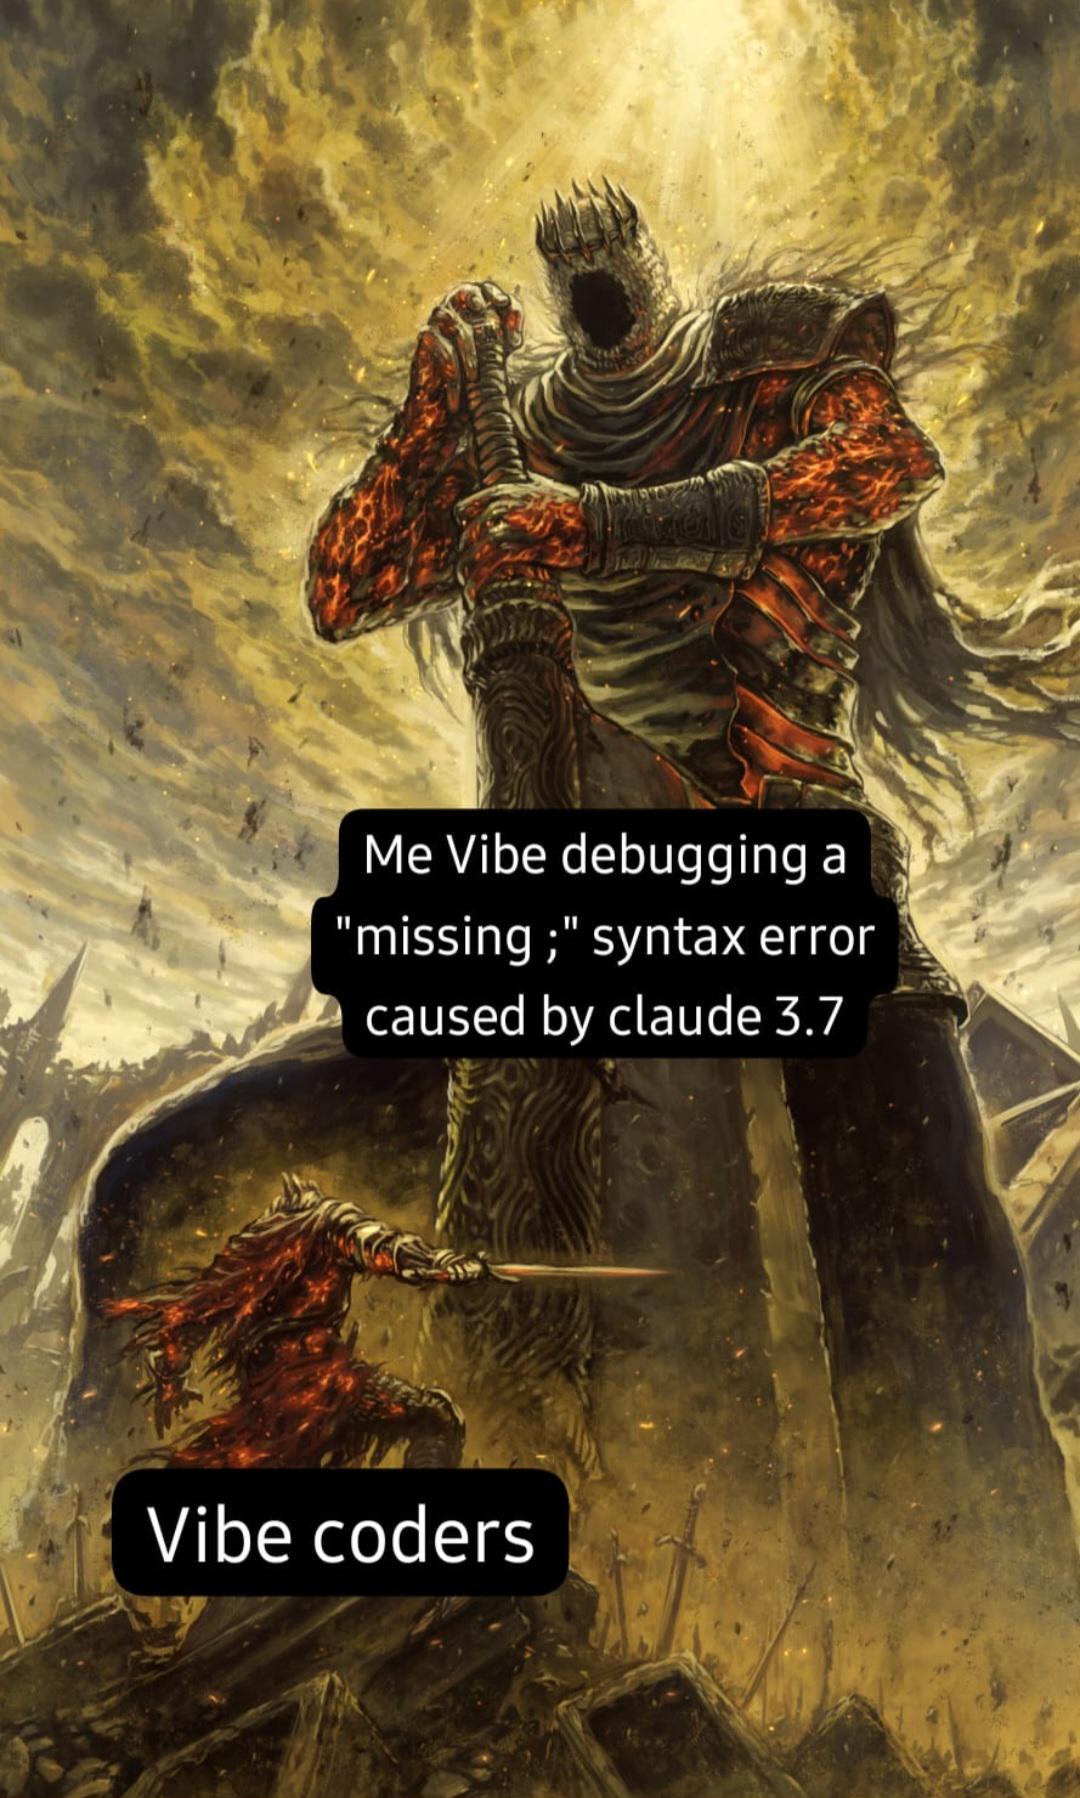 Me Vibe debugging a
"missing ;" syntax error
caused by claude 3.7
Vibe coders